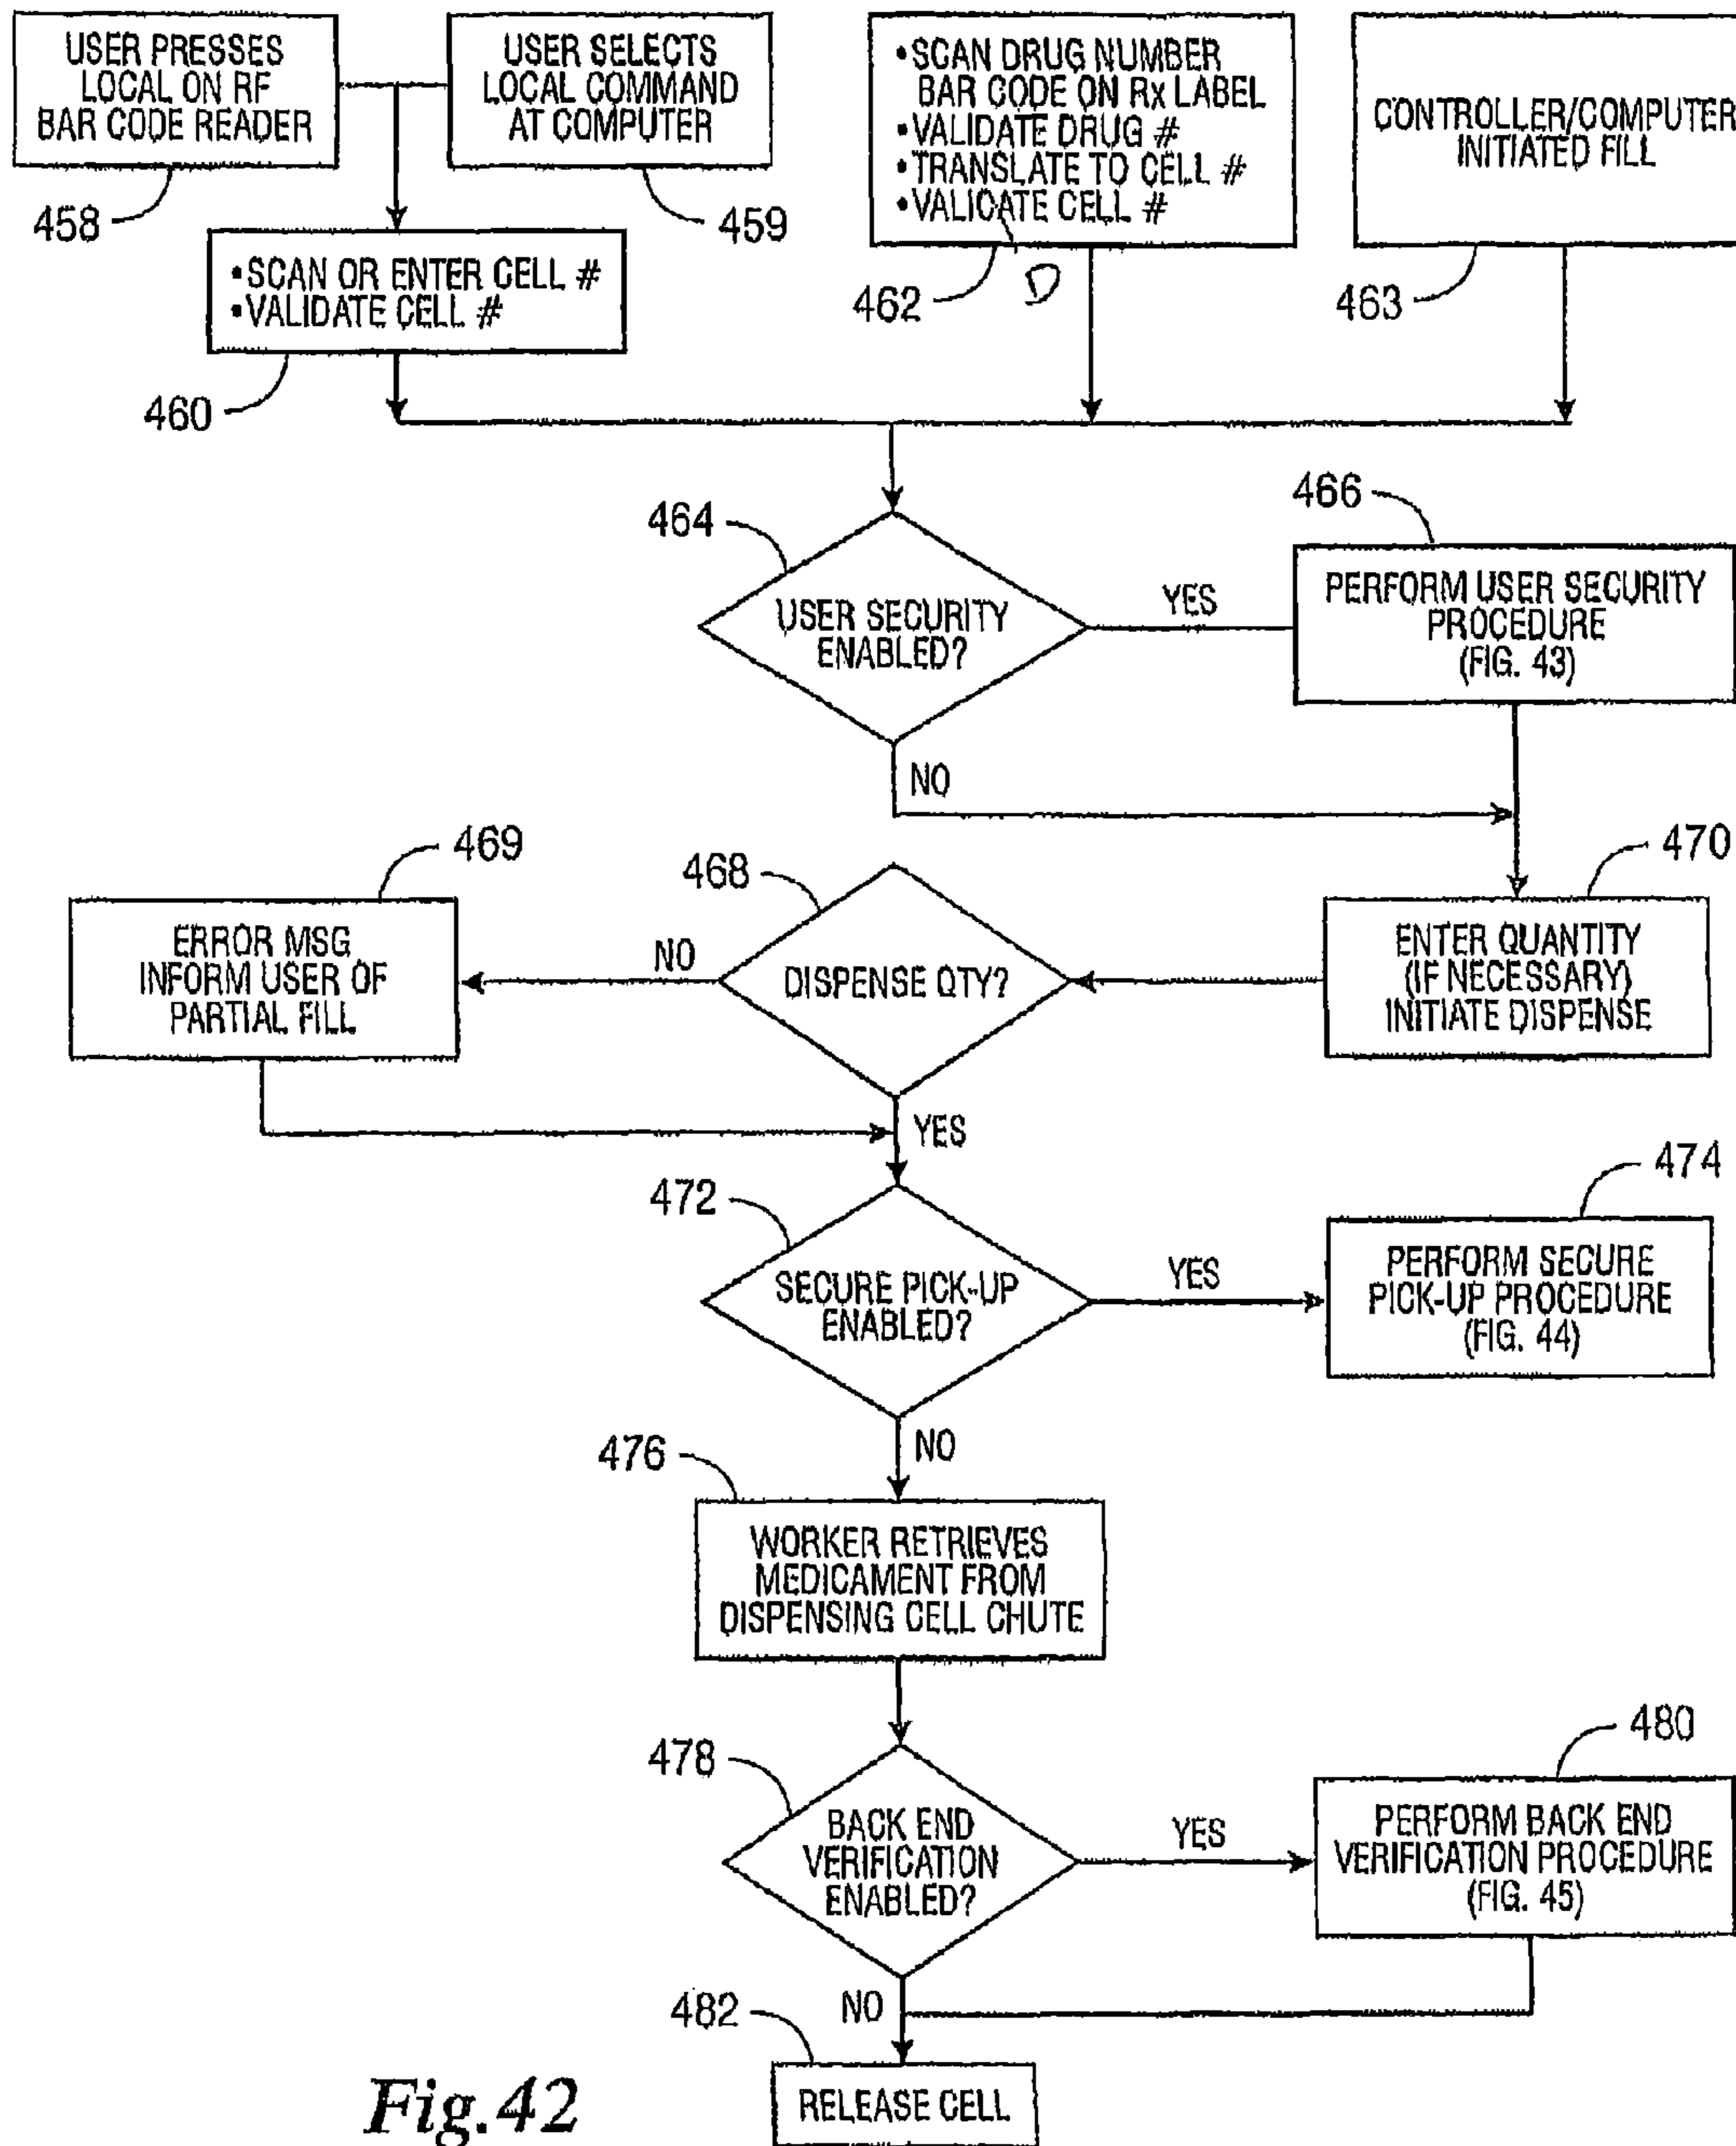 USER PRESSES
LOCAL ON RF
BAR CODE READER
458
USER SELECTS
LOCAL COMMAND
AT COMPUTER
459
•SCAN DRUG NUMBER
BAR CODE ON Rx LABEL
•VALIDATE DRUG #
•TRANSLATE TO CELL #
•VALICATE CELL #
D
462
CONTROLLER/COMPUTER
INITIATED FILL
463
•SCAN OR ENTER CELL #
•VALIDATE CELL #
460
464
USER SECURITY
ENABLED?
YES
NO
466
PERFORM USER SECURITY
PROCEDURE
(FIG. 43)
470
ENTER QUANTITY
(IF NECESSARY)
INITIATE DISPENSE
468
DISPENSE QTY?
NO
YES
469
ERROR MSG
INFORM USER OF
PARTIAL FILL
472
SECURE PICK-UP
ENABLED?
YES
NO
474
PERFORM SECURE
PICK-UP PROCEDURE
(FIG. 44)
476
WORKER RETRIEVES
MEDICAMENT FROM
DISPENSING CELL CHUTE
478
BACK END
VERIFICATION
ENABLED?
YES
NO
480
PERFORM BACK END
VERIFICATION PROCEDURE
(FIG. 45)
482
RELEASE CELL
Fig.42